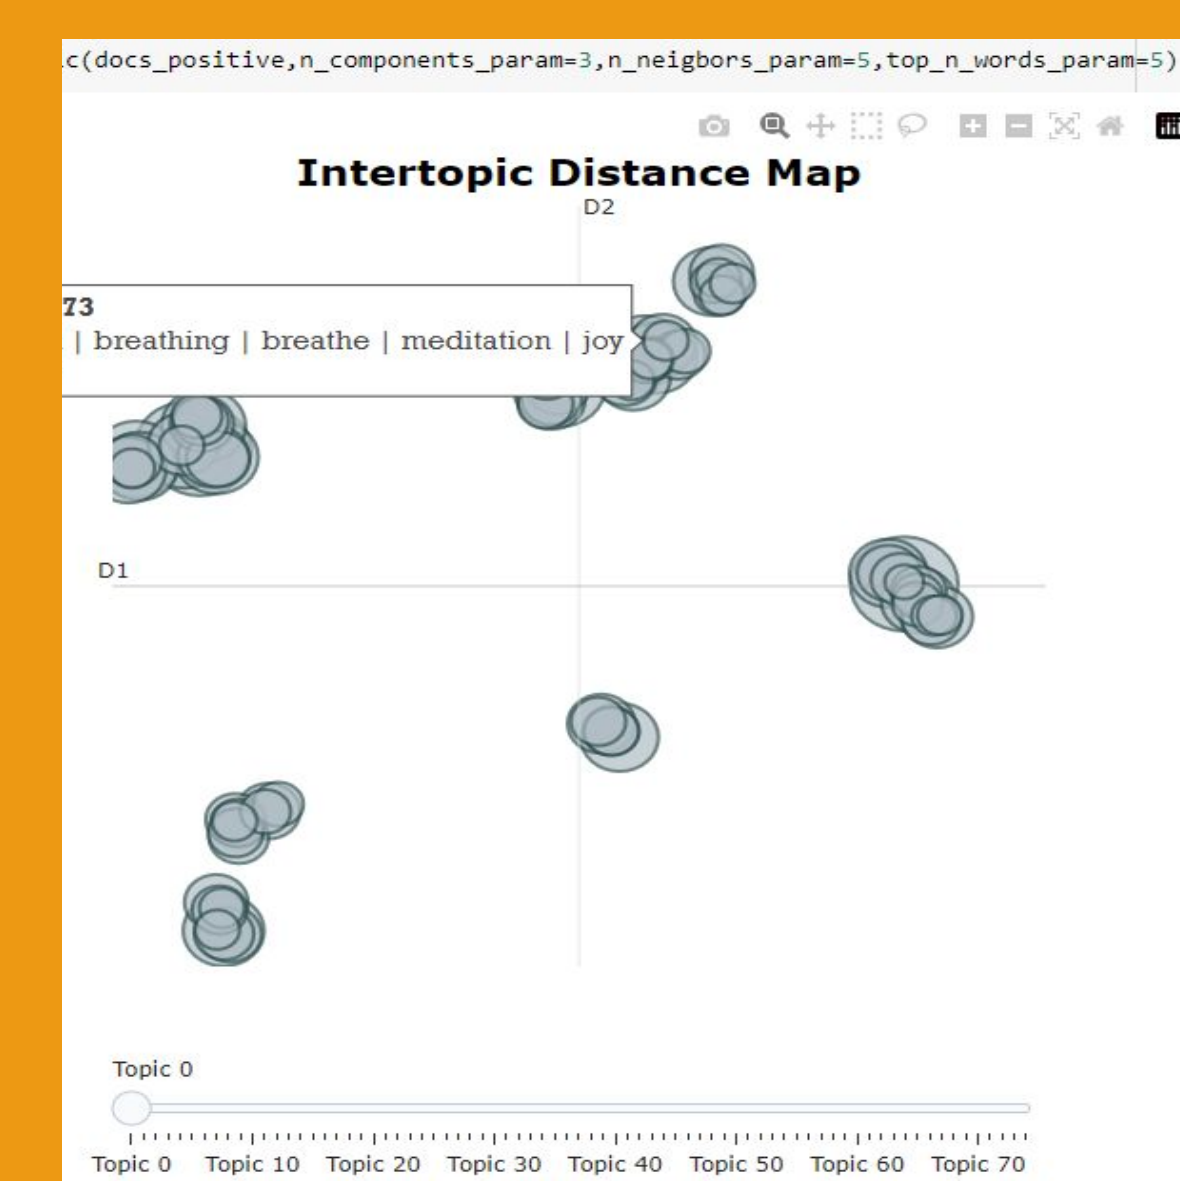 .c(docs_positive,n_components_param=3,n_neigbors_param=5,top_n_words_param=5)
Intertopic Distance Map
D2
73
| breathing | breathe | meditation | joy
D1
Topic 0
Topic 0 Topic 10 Topic 20 Topic 30 Topic 40 Topic 50 Topic 60 Topic 70